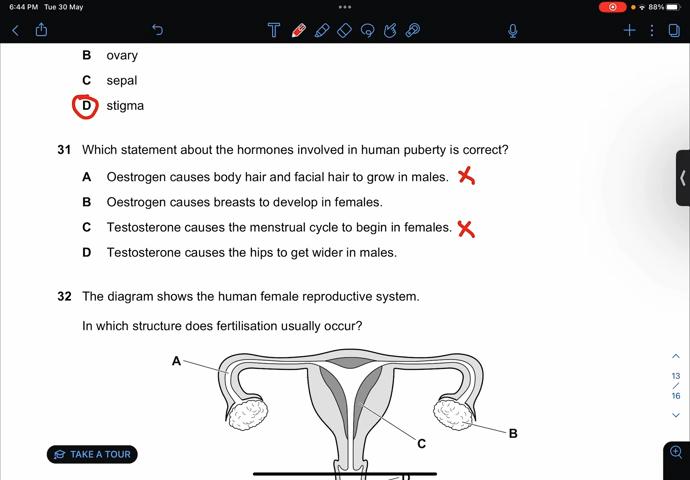 6:44 PM Tue 30 May
88%
B ovary
C sepal
D stigma
31 Which statement about the hormones involved in human puberty is correct?
A Oestrogen causes body hair and facial hair to grow in males.
B Oestrogen causes breasts to develop in females.
C Testosterone causes the menstrual cycle to begin in females.
D Testosterone causes the hips to get wider in males.
32 The diagram shows the human female reproductive system.
In which structure does fertilisation usually occur?
A
B
C
D
13
/
16
TAKE A TOUR